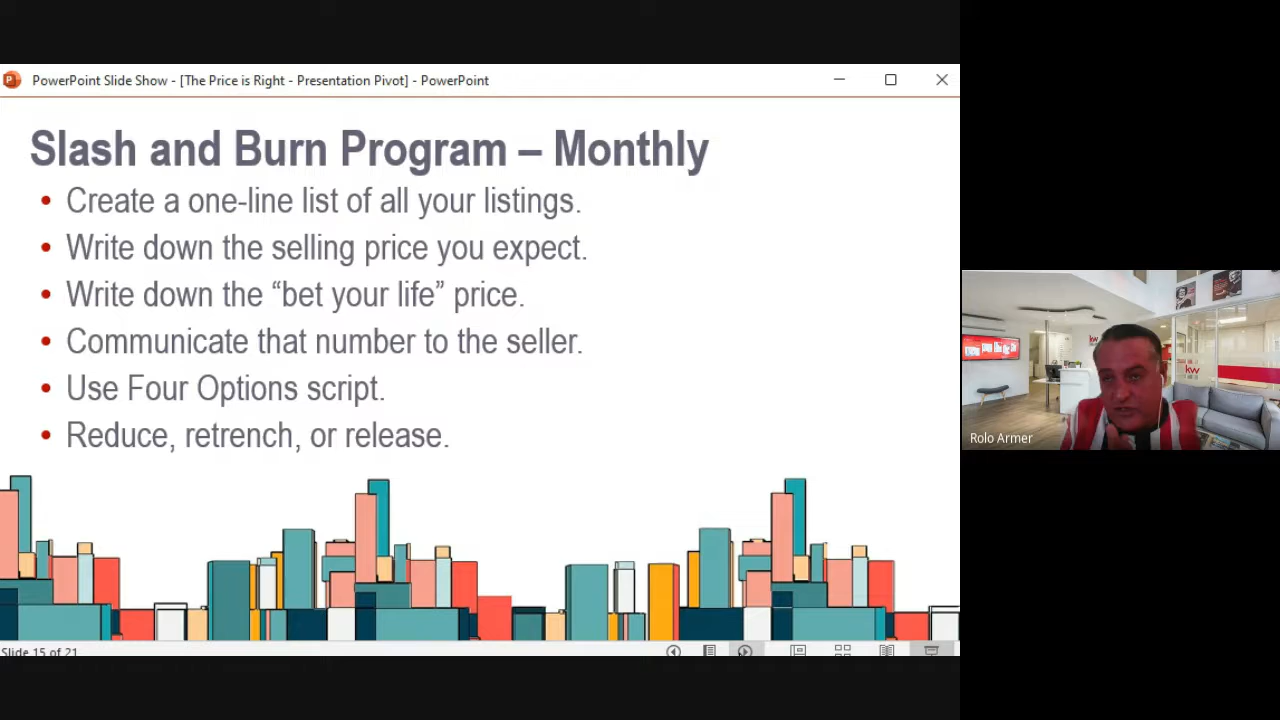 PowerPoint Slide Show - [The Price is Right - Presentation Pivot] - PowerPoint
Slash and Burn Program – Monthly
• Create a one-line list of all your listings.
• Write down the selling price you expect.
• Write down the “bet your life” price.
• Communicate that number to the seller.
• Use Four Options script.
• Reduce, retrench, or release.
kw
kw
Rolo Armer
Slide 15 of 21